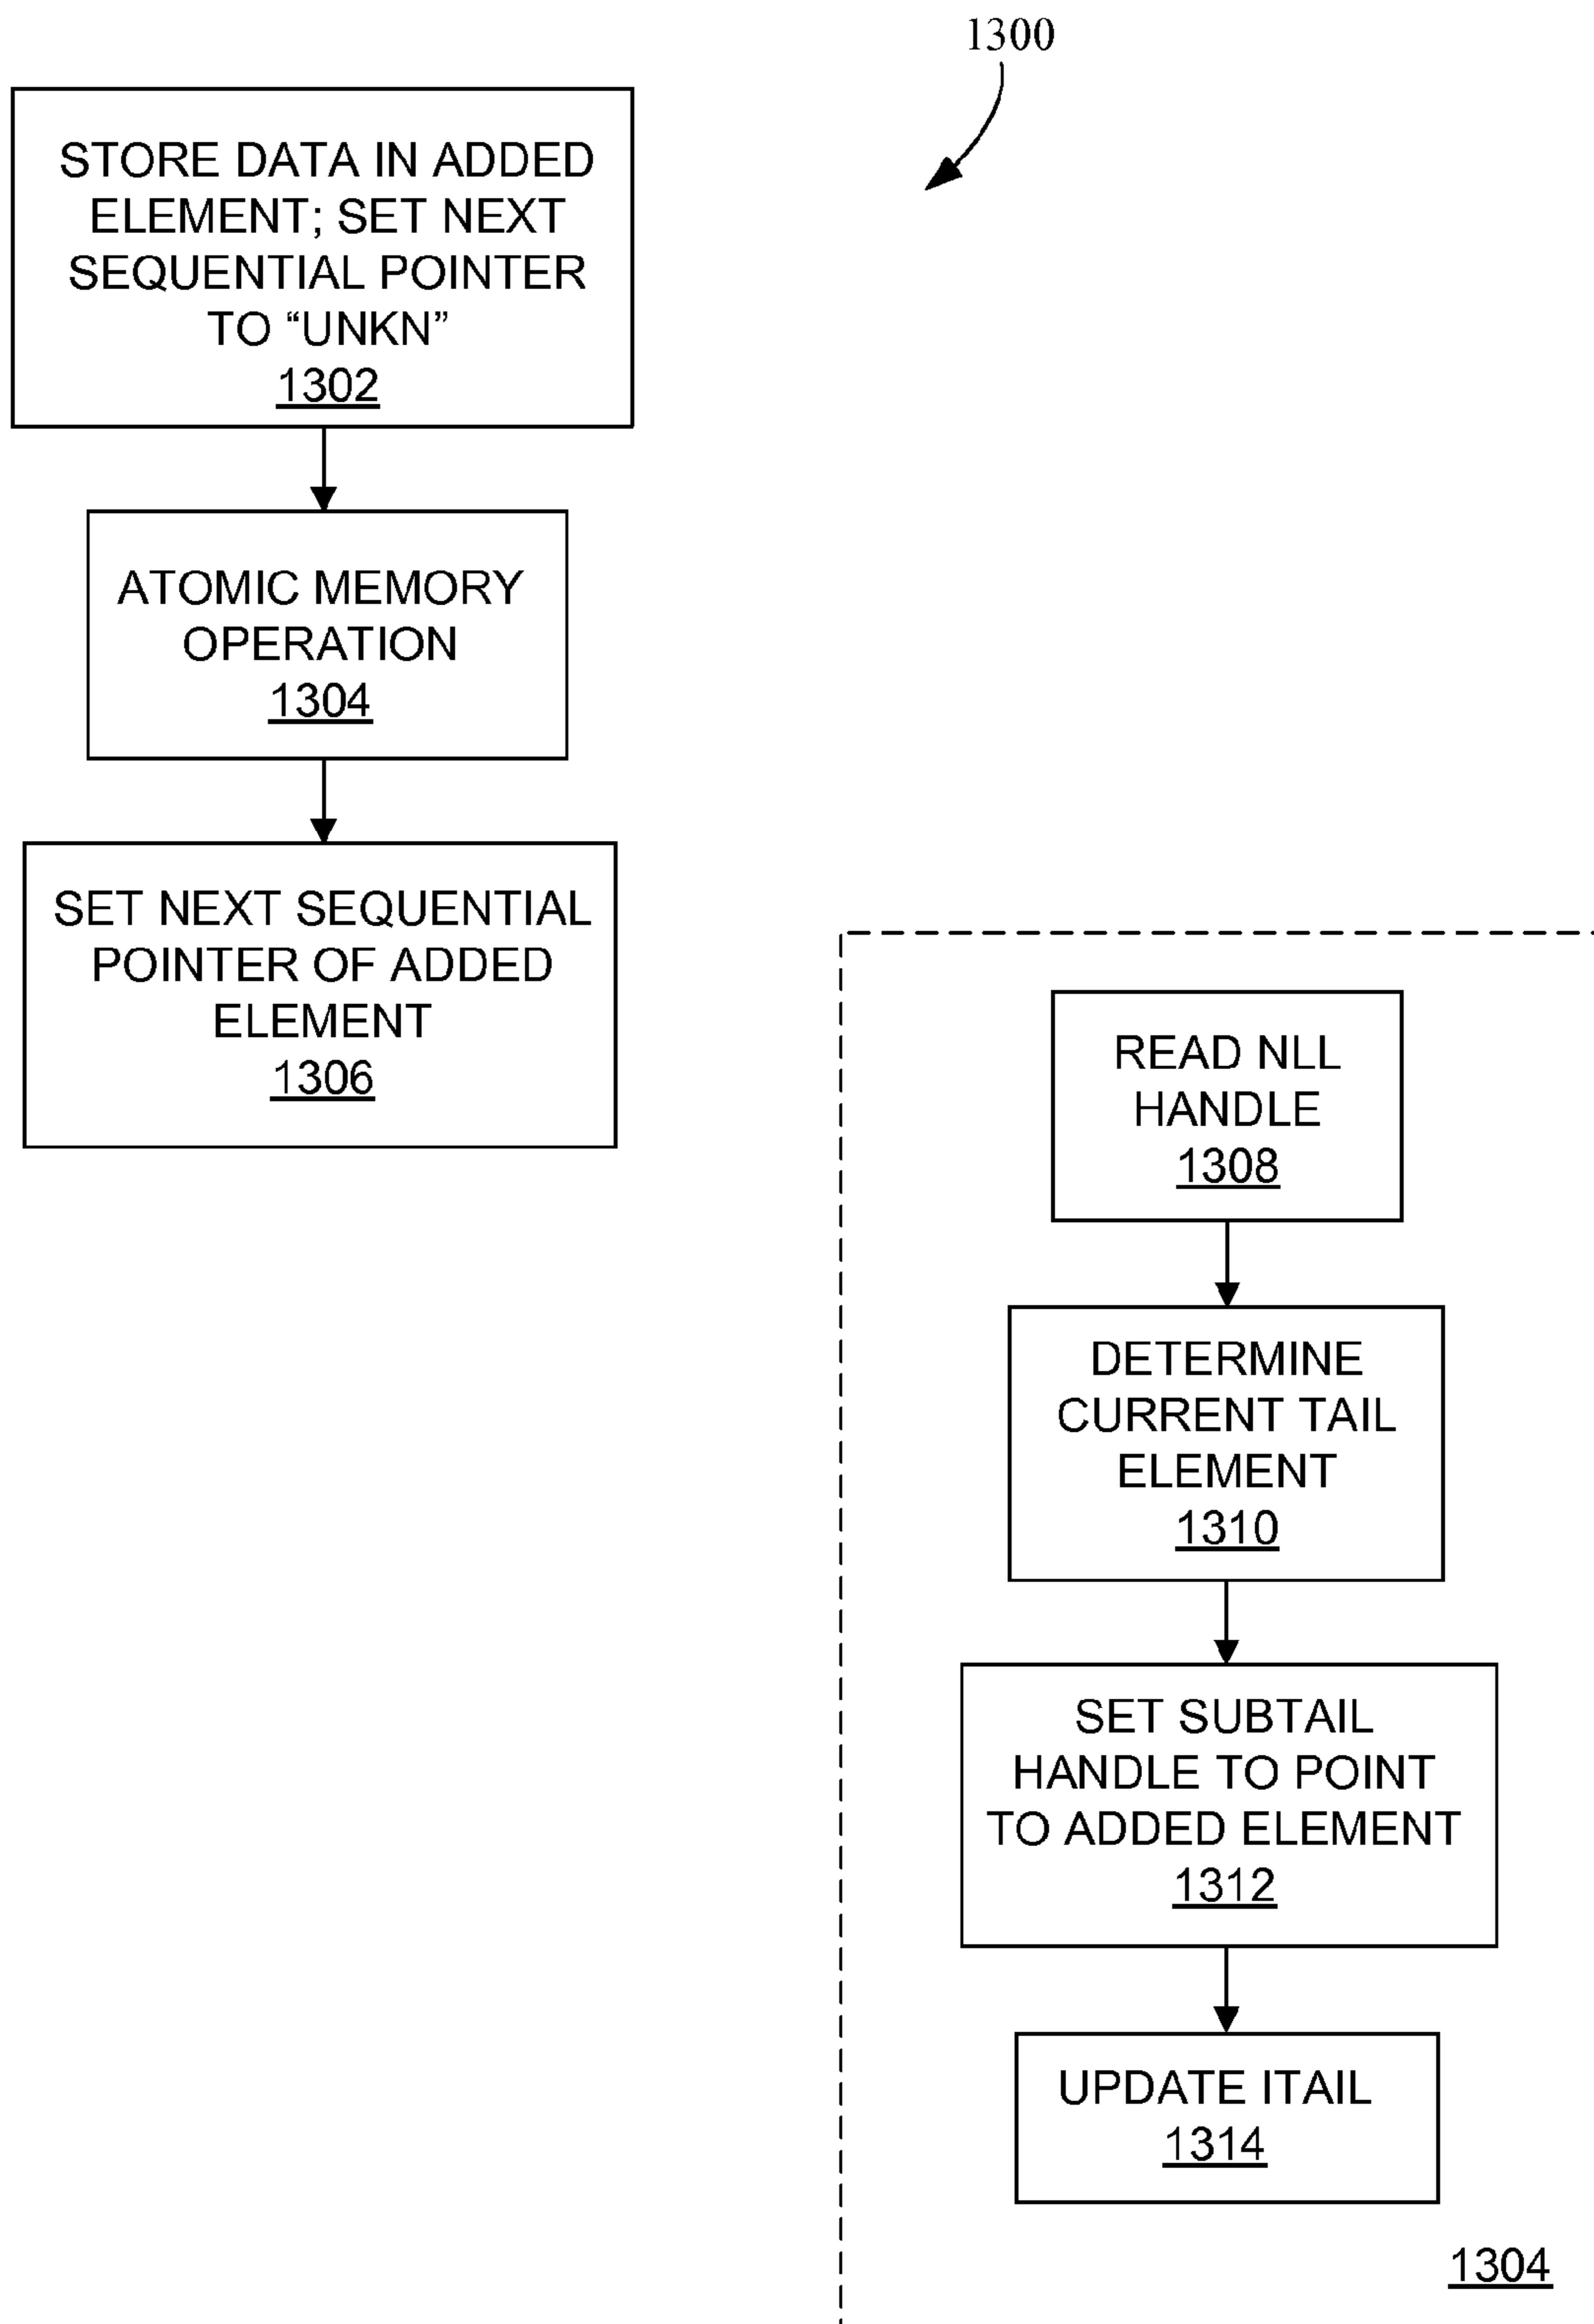 1300
STORE DATA IN ADDED
ELEMENT; SET NEXT
SEQUENTIAL POINTER
TO “UNKN”
1302
ATOMIC MEMORY
OPERATION
1304
SET NEXT SEQUENTIAL
POINTER OF ADDED
ELEMENT
1306
READ NLL
HANDLE
1308
DETERMINE
CURRENT TAIL
ELEMENT
1310
SET SUBTAIL
HANDLE TO POINT
TO ADDED ELEMENT
1312
UPDATE ITAIL
1314
1304